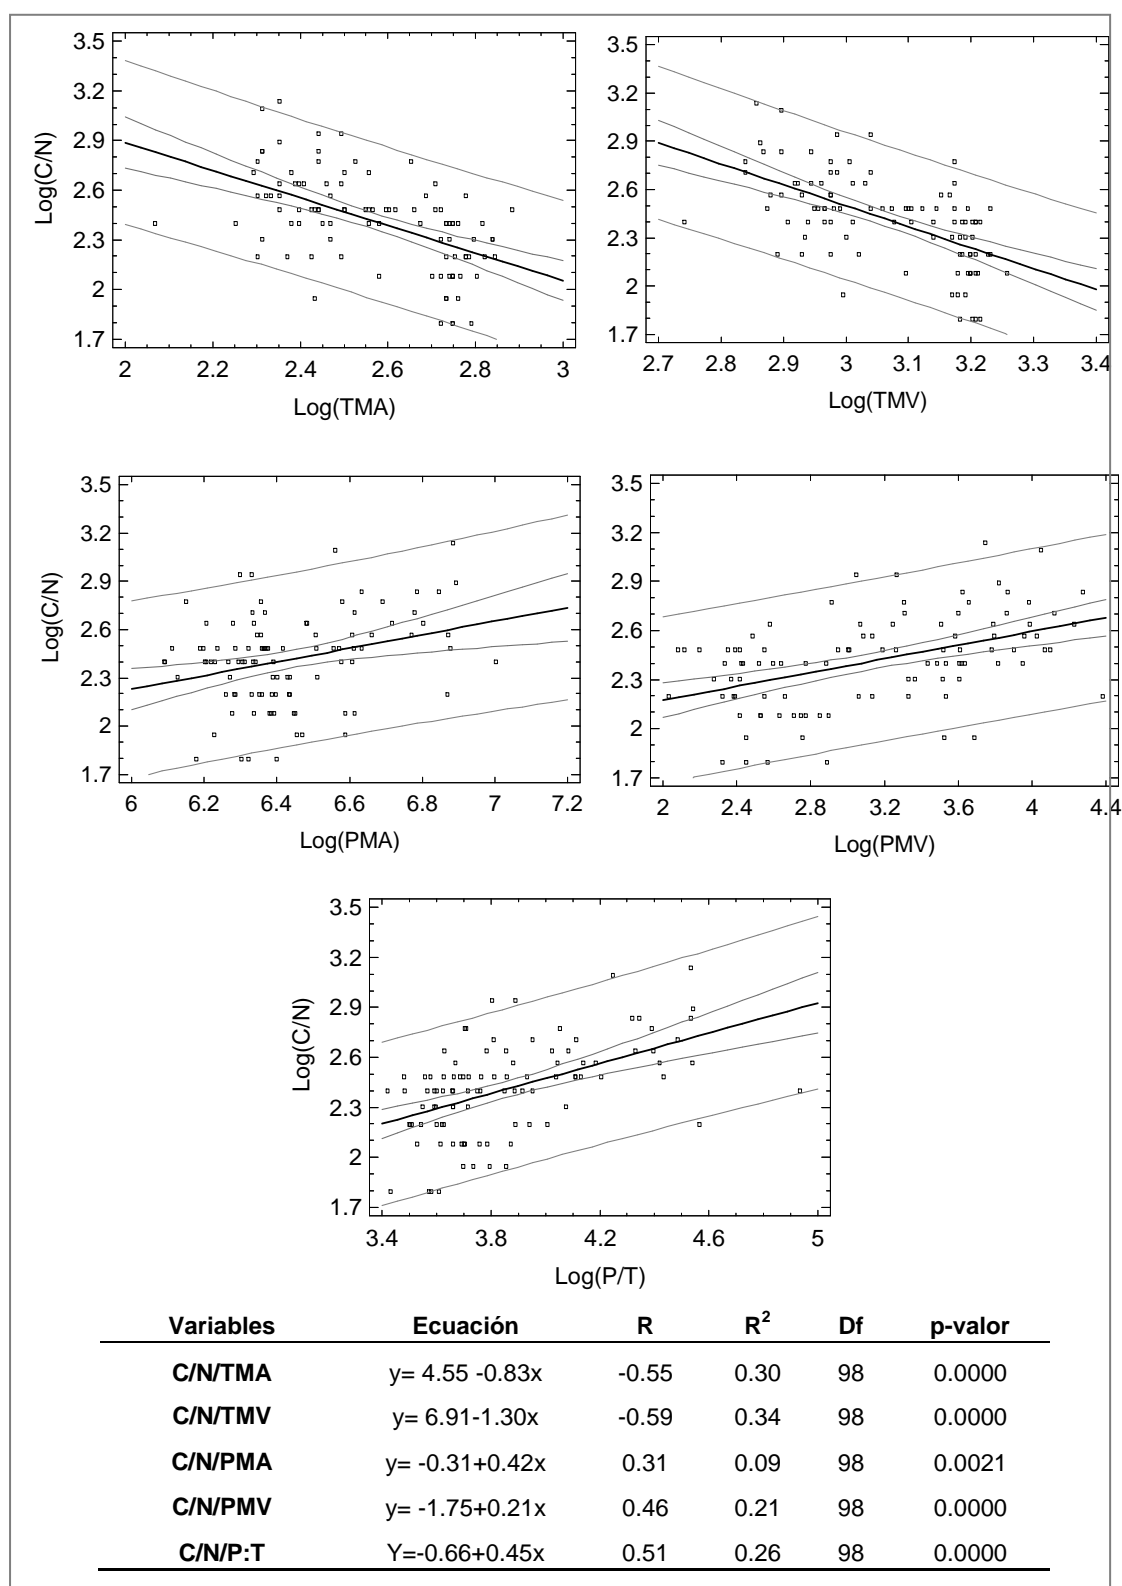 3.5
3.2
2.9
2.6
2.3
2
1.7
Log(C/N)
2 2.2 2.4 2.6 2.8 3
Log(TMA)
3.5
3.2
2.9
2.6
2.3
2
1.7
2.7 2.8 2.9 3 3.1 3.2 3.3 3.4
Log(TMV)
3.5
3.2
2.9
2.6
2.3
2
1.7
Log(C/N)
6 6.2 6.4 6.6 6.8 7 7.2
Log(PMA)
3.5
3.2
2.9
2.6
2.3
2
1.7
2 2.4 2.8 3.2 3.6 4 4.4
Log(PMV)
3.5
3.2
2.9
2.6
2.3
2
1.7
Log(C/N)
3.4 3.8 4.2 4.6 5
Log(P/T)
Variables Ecuación R R² Df p-valor
C/N/TMA y= 4.55 -0.83x -0.55 0.30 98 0.0000
C/N/TMV y= 6.91-1.30x -0.59 0.34 98 0.0000
C/N/PMA y= -0.31+0.42x 0.31 0.09 98 0.0021
C/N/PMV y= -1.75+0.21x 0.46 0.21 98 0.0000
C/N/P:T Y=-0.66+0.45x 0.51 0.26 98 0.0000